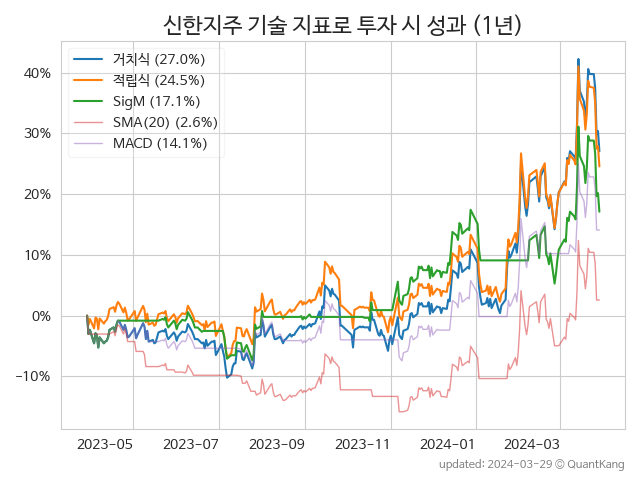 신한지주 기술 지표로 투자 시 성과 (1년)
거치식 (27.0%)
적립식 (24.5%)
SigM (17.1%)
SMA(20) (2.6%)
MACD (14.1%)
40%
30%
20%
10%
0%
−10%
2023-05 2023-07 2023-09 2023-11 2024-01 2024-03
updated: 2024-03-29 © QuantKang